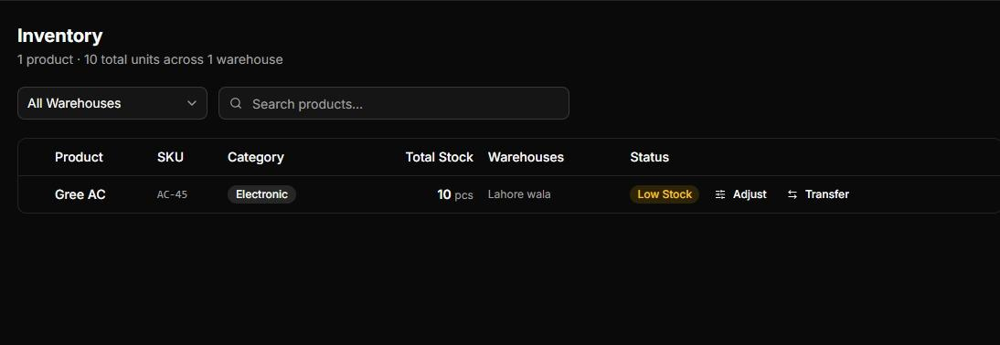 Inventory
1 product · 10 total units across 1 warehouse
All Warehouses Search products...
Product SKU Category Total Stock Warehouses Status
Gree AC AC-45 Electronic 10 pcs Lahore wala Low Stock Adjust Transfer